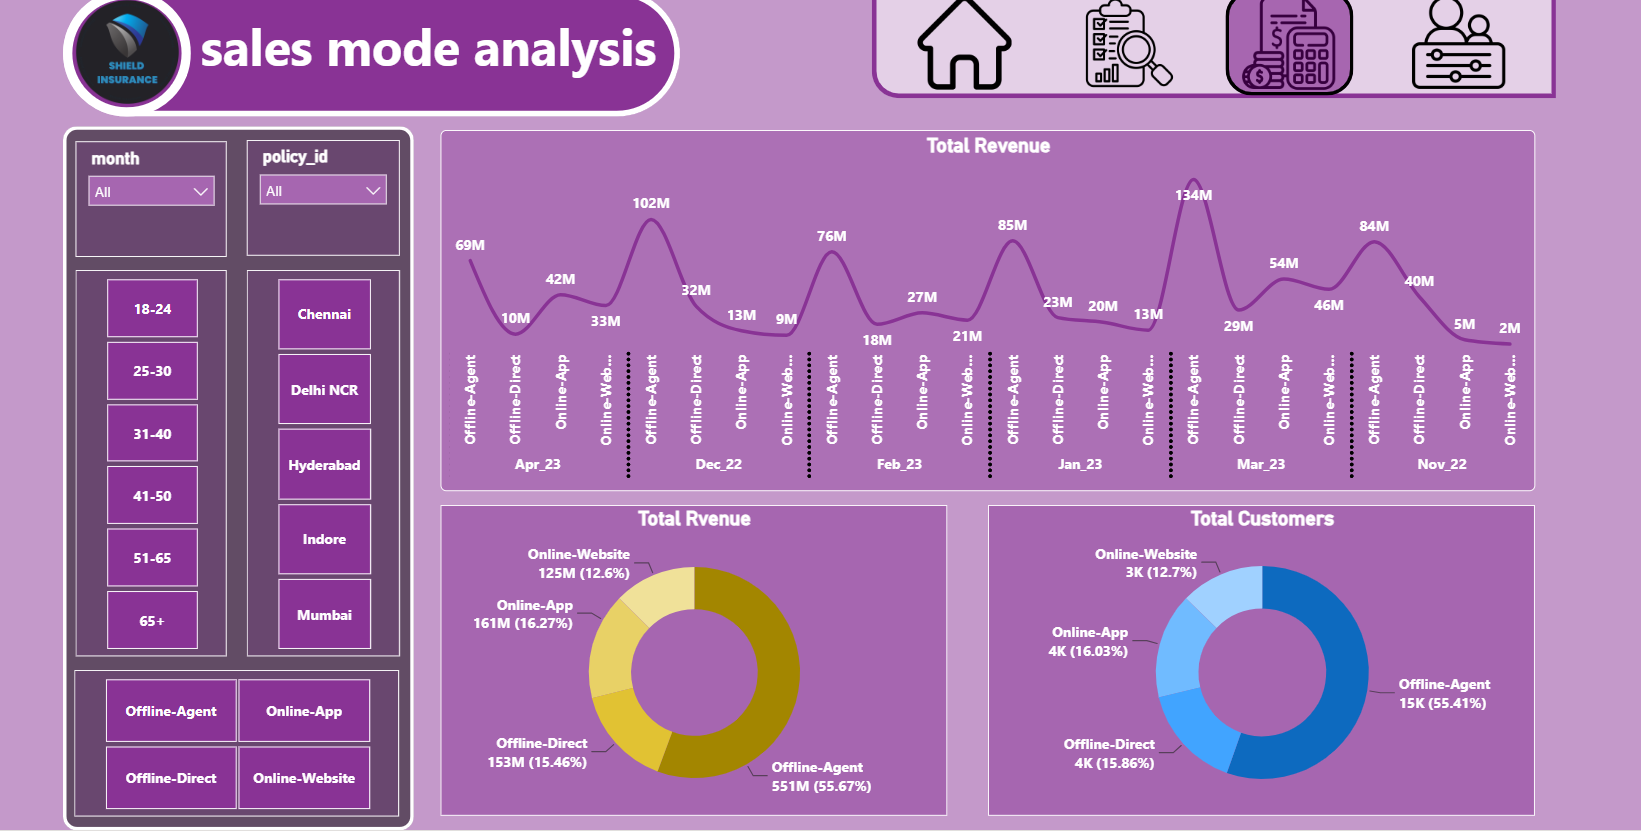 SHIELD
INSURANCE
sales mode analysis
$
$
month
All
policy_id
All
18-24
25-30
31-40
41-50
51-65
65+
Chennai
Delhi NCR
Hyderabad
Indore
Mumbai
Offline-Agent
Online-App
Offline-Direct
Online-Website
Total Revenue
69M
10M
42M
33M
102M
32M
13M
9M
76M
18M
27M
21M
85M
23M
20M
13M
134M
29M
54M
46M
84M
40M
5M
2M
Offline-Agent
Offline-Direct
Online-App
Online-Web...
Offline-Agent
Offline-Direct
Online-App
Online-Web...
Offline-Agent
Offline-Direct
Online-App
Online-Web...
Offline-Agent
Offline-Direct
Online-App
Online-Web...
Offline-Agent
Offline-Direct
Online-App
Online-Web...
Offline-Agent
Offline-Direct
Online-App
Online-Web...
Apr_23
Dec_22
Feb_23
Jan_23
Mar_23
Nov_22
Total Rvenue
Online-Website
125M (12.6%)
Online-App
161M (16.27%)
Offline-Direct
153M (15.46%)
Offline-Agent
551M (55.67%)
Total Customers
Online-Website
3K (12.7%)
Online-App
4K (16.03%)
Offline-Agent
15K (55.41%)
Offline-Direct
4K (15.86%)